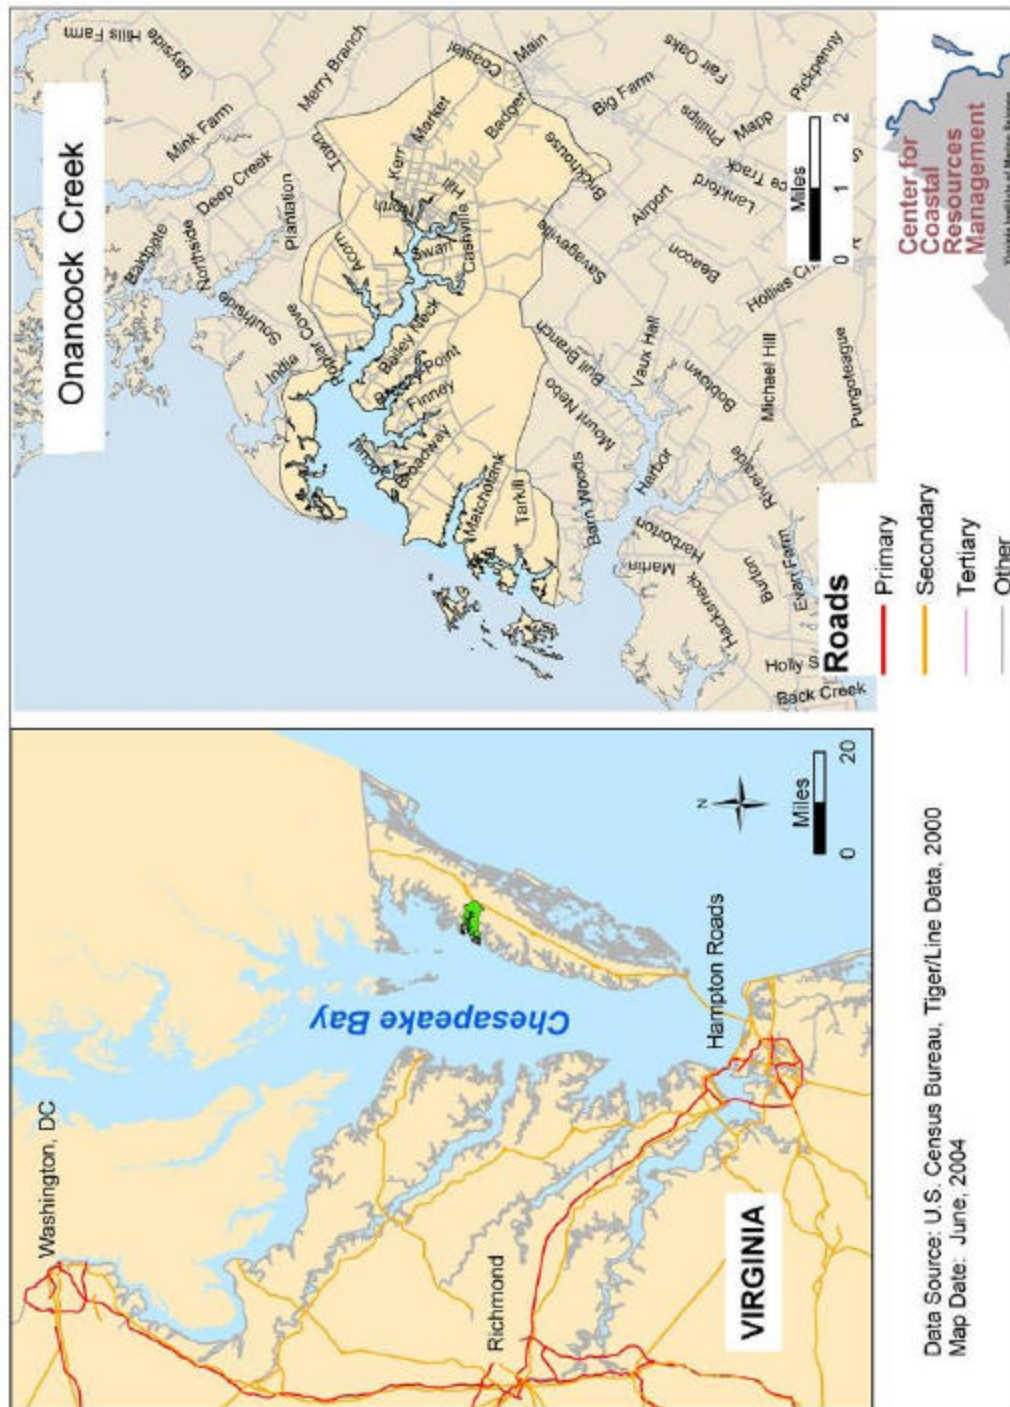 Washington, DC
Richmond
VIRGINIA
Hampton Roads
Chesapeake Bay
N
Miles
0
20
Data Source: U.S. Census Bureau, Tiger/Line Data, 2000
Map Date: June, 2004
Onancock Creek
Hills Farm
Bayside
Mink Farm
Merry Branch
Deep Creek
Plantation
Northside
Southside
India
Poplar Cove
Acorn
Town
Coastal
Main
Market
Kerr
Badger
North
Hill
Swan
Cashville
Brickhouse
Big Farm
Fair Oaks
Pickpenny
Phillips
Mapp
Lankford
Airport
Savageville
Beacon
Bailey Neck
Finney
Broadway
Matchotank
Tarkill
Bull Branch
Mount Nebo
Vaux Hall
Bobtown
Michael Hill
Pungoteague
Barn Woods
Harbor
Harborton
Martin
Riverside
Hacksneck
Burton
Evan Farm
Holly S
Back Creek
Miles
0
1
2
Roads
Primary
Secondary
Tertiary
Other
Center for
Coastal
Resources
Management